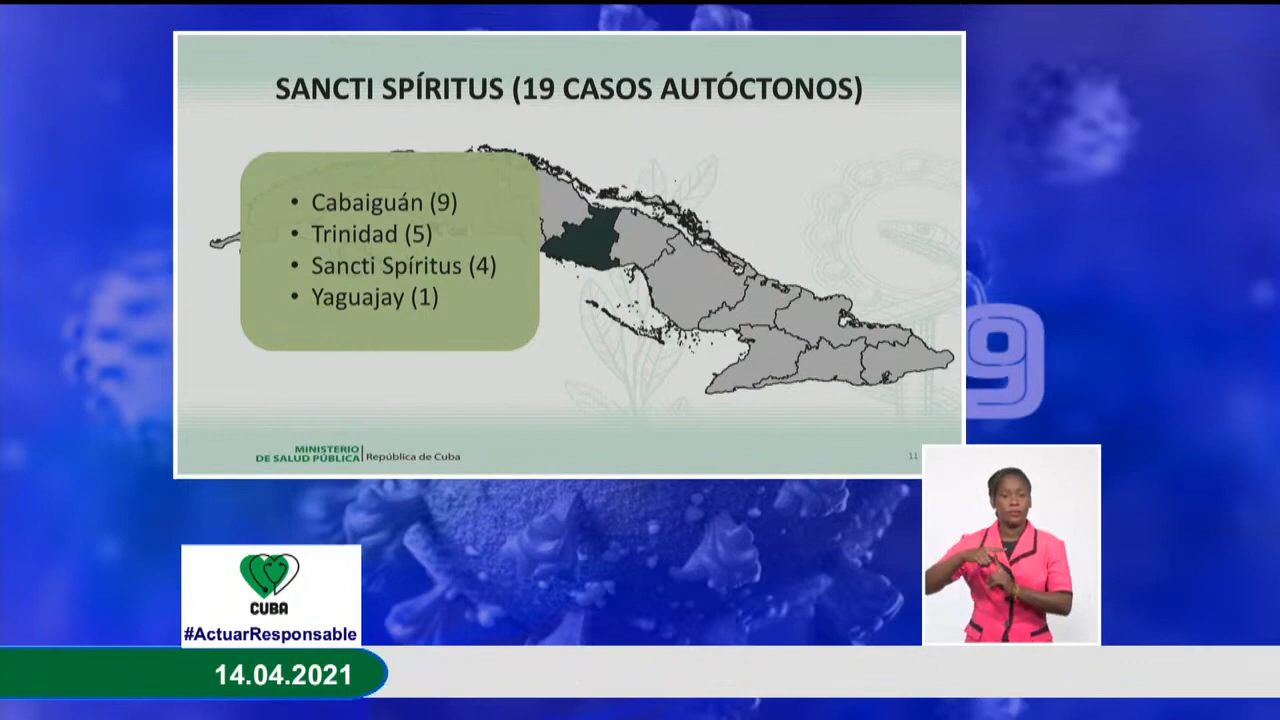 SANCTI SPÍRITUS (19 CASOS AUTÓCTONOS)
• Cabaiguán (9)
• Trinidad (5)
• Sancti Spíritus (4)
• Yaguajay (1)
MINISTERIO
DE SALUD PÚBLICA
República de Cuba
11
9
CUBA
#ActuarResponsable
14.04.2021